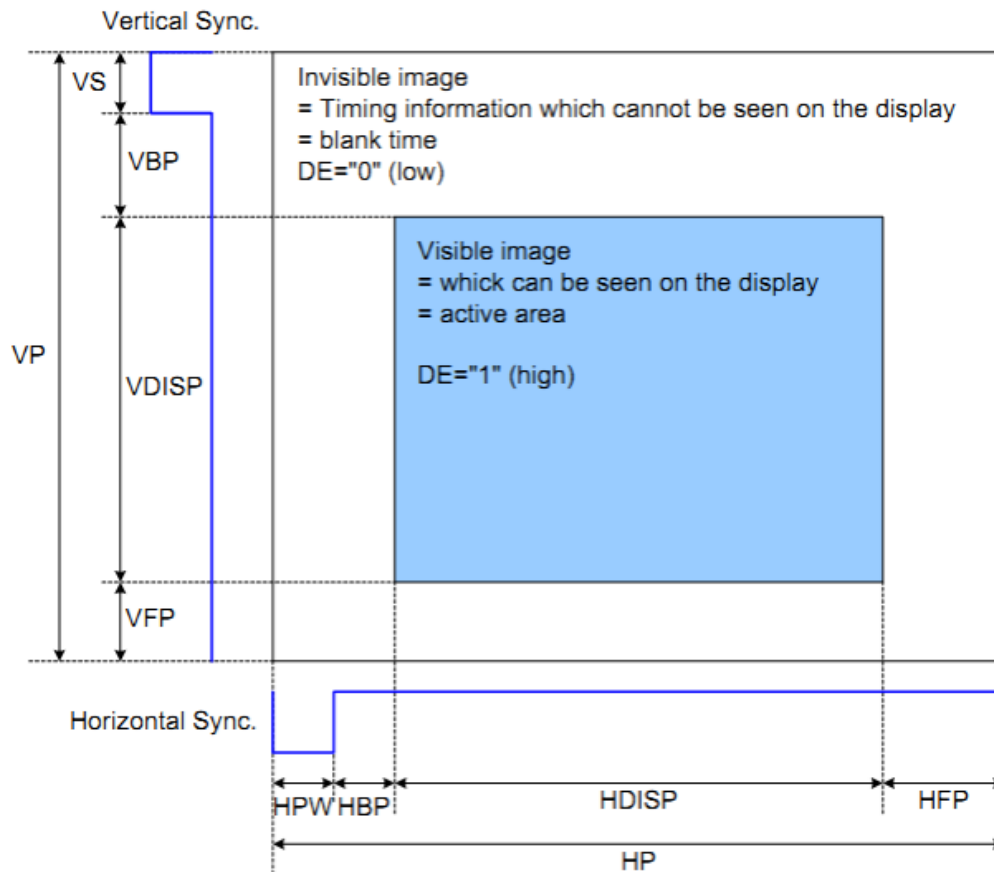 Vertical Sync.
VS
Invisible image
= Timing information which cannot be seen on the display
= blank time
DE="0" (low)
VBP
Visible image
= whick can be seen on the display
= active area
DE="1" (high)
VP
VDISP
VFP
Horizontal Sync.
HPW
HBP
HDISP
HFP
HP